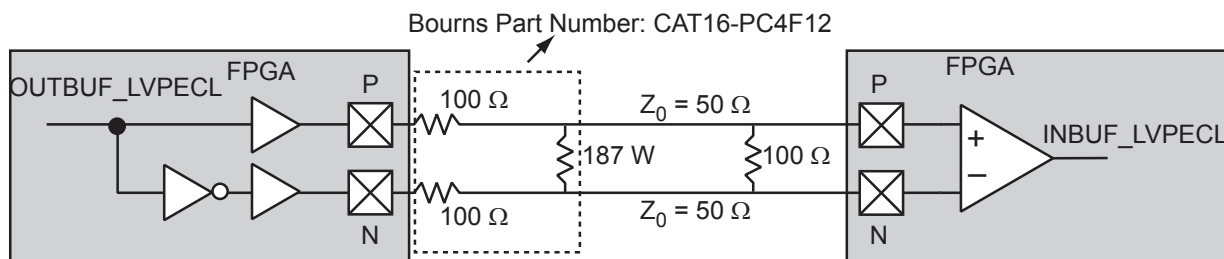 Bourns Part Number: CAT16-PC4F12
OUTBUF_LVPECL
FPGA
P
100 Ω
Z0 = 50 Ω
187 W
100 Ω
100 Ω
N
Z0 = 50 Ω
FPGA
P
+
−
INBUF_LVPECL
N